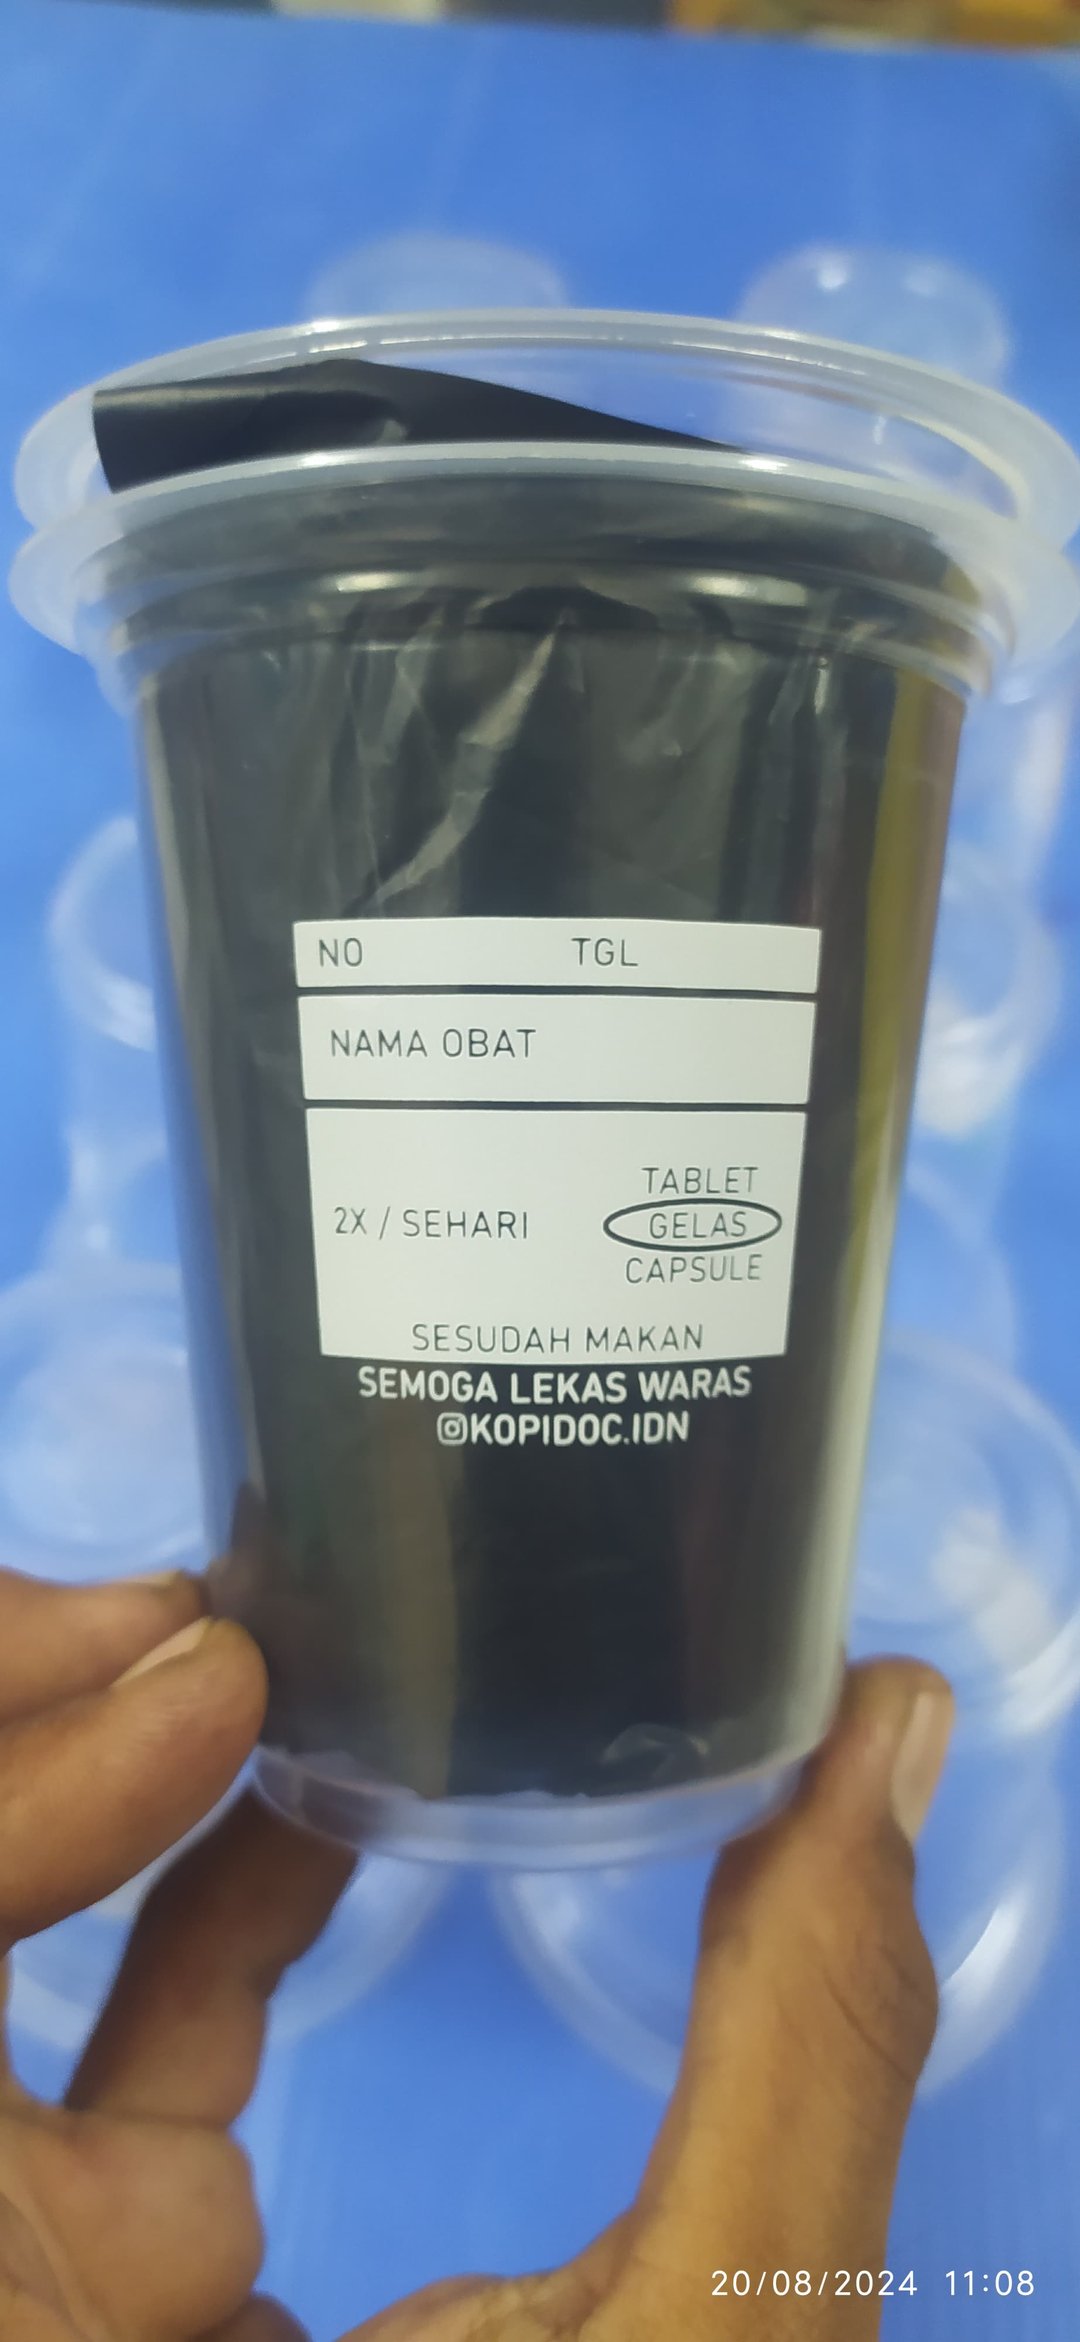 NO TGL
NAMA OBAT
TABLET
2X / SEHARI GELAS
CAPSULE
SESUDAH MAKAN
SEMOGA LEKAS WARAS
@KOPIDOC.IDN
20/08/2024 11:08